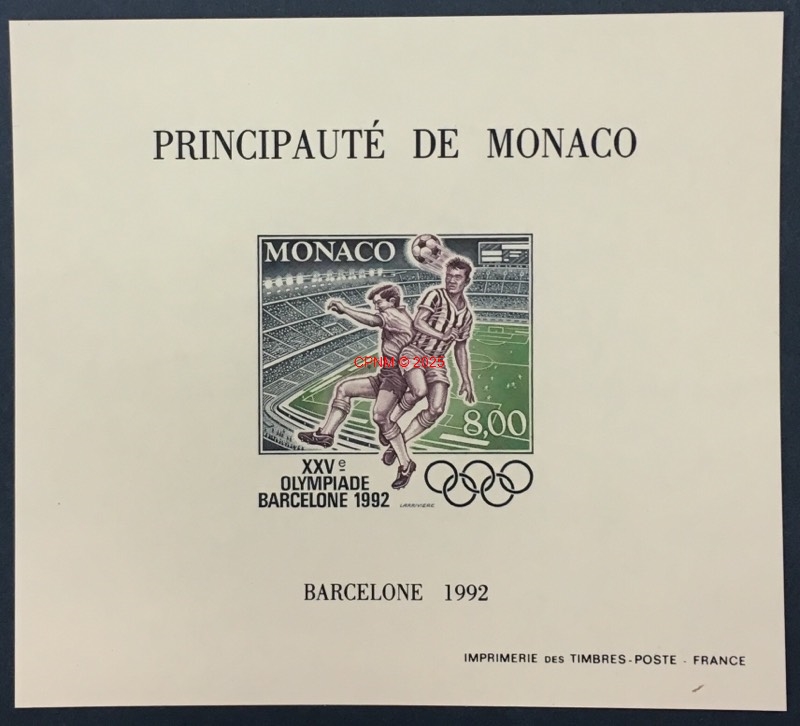 PRINCIPAUTÉ DE MONACO
MONACO
CPNM © 2025
8,00
XXVe
OLYMPIADE
BARCELONE 1992
LARRIVIÈRE
BARCELONE 1992
IMPRIMERIE DES TIMBRES-POSTE - FRANCE